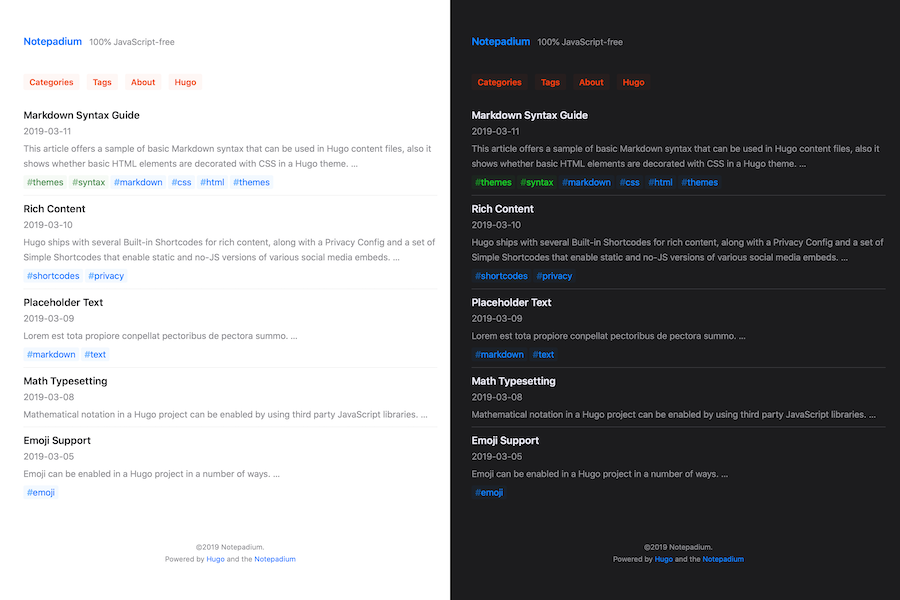 Notepadium 100% JavaScript-free
Categories Tags About Hugo
Markdown Syntax Guide
2019-03-11
This article offers a sample of basic Markdown syntax that can be used in Hugo content files, also it
shows whether basic HTML elements are decorated with CSS in a Hugo theme. ...
#themes #syntax #markdown #css #html #themes
Rich Content
2019-03-10
Hugo ships with several Built-in Shortcodes for rich content, along with a Privacy Config and a set of
Simple Shortcodes that enable static and no-JS versions of various social media embeds. ...
#shortcodes #privacy
Placeholder Text
2019-03-09
Lorem est tota propiore conpellat pectoribus de pectora summo. ...
#markdown #text
Math Typesetting
2019-03-08
Mathematical notation in a Hugo project can be enabled by using third party JavaScript libraries. ...
Emoji Support
2019-03-05
Emoji can be enabled in a Hugo project in a number of ways. ...
#emoji
©2019 Notepadium.
Powered by Hugo and the Notepadium
Notepadium 100% JavaScript-free
Categories Tags About Hugo
Markdown Syntax Guide
2019-03-11
This article offers a sample of basic Markdown syntax that can be used in Hugo content files, also it
shows whether basic HTML elements are decorated with CSS in a Hugo theme. ...
#themes #syntax #markdown #css #html #themes
Rich Content
2019-03-10
Hugo ships with several Built-in Shortcodes for rich content, along with a Privacy Config and a set of
Simple Shortcodes that enable static and no-JS versions of various social media embeds. ...
#shortcodes #privacy
Placeholder Text
2019-03-09
Lorem est tota propiore conpellat pectoribus de pectora summo. ...
#markdown #text
Math Typesetting
2019-03-08
Mathematical notation in a Hugo project can be enabled by using third party JavaScript libraries. ...
Emoji Support
2019-03-05
Emoji can be enabled in a Hugo project in a number of ways. ...
#emoji
©2019 Notepadium.
Powered by Hugo and the Notepadium